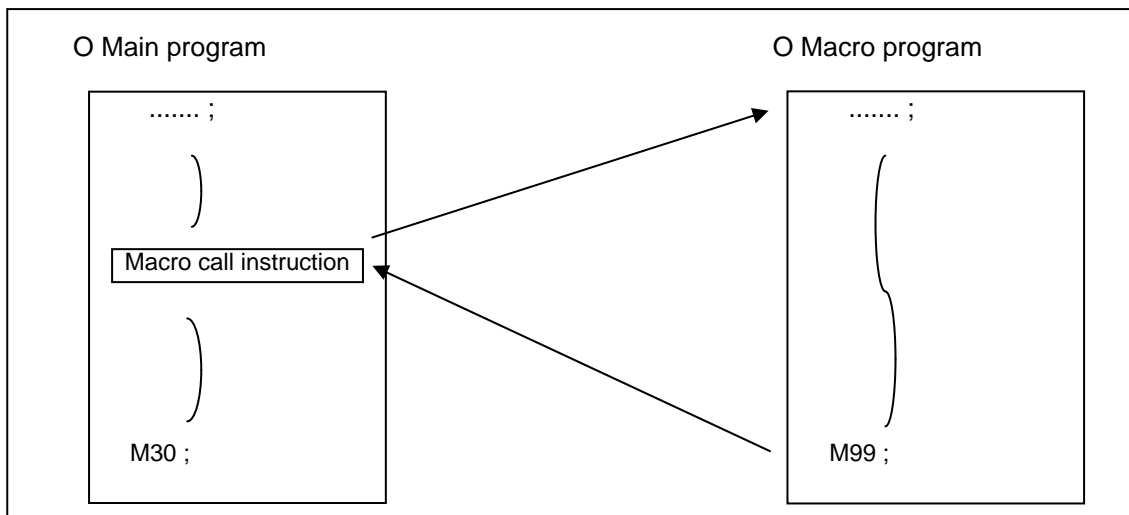 O Main program
....... ;
Macro call instruction
M30 ;
O Macro program
....... ;
M99 ;